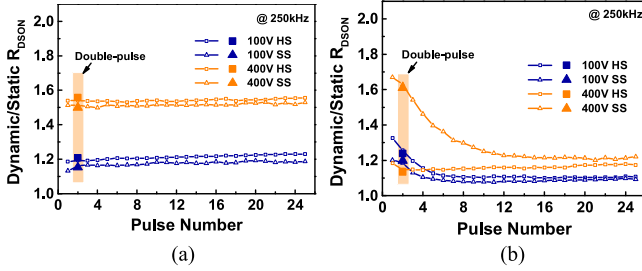 (a)
@ 250kHz
Double-pulse
100V HS
100V SS
400V HS
400V SS
Dynamic/Static R_DSON
2.0
1.8
1.6
1.4
1.2
1.0
0 4 8 12 16 20 24
Pulse Number
(a)
(b)
@ 250kHz
Double-pulse
100V HS
100V SS
400V HS
400V SS
Dynamic/Static R_DSON
2.0
1.8
1.6
1.4
1.2
1.0
0 4 8 12 16 20 24
Pulse Number
(b)